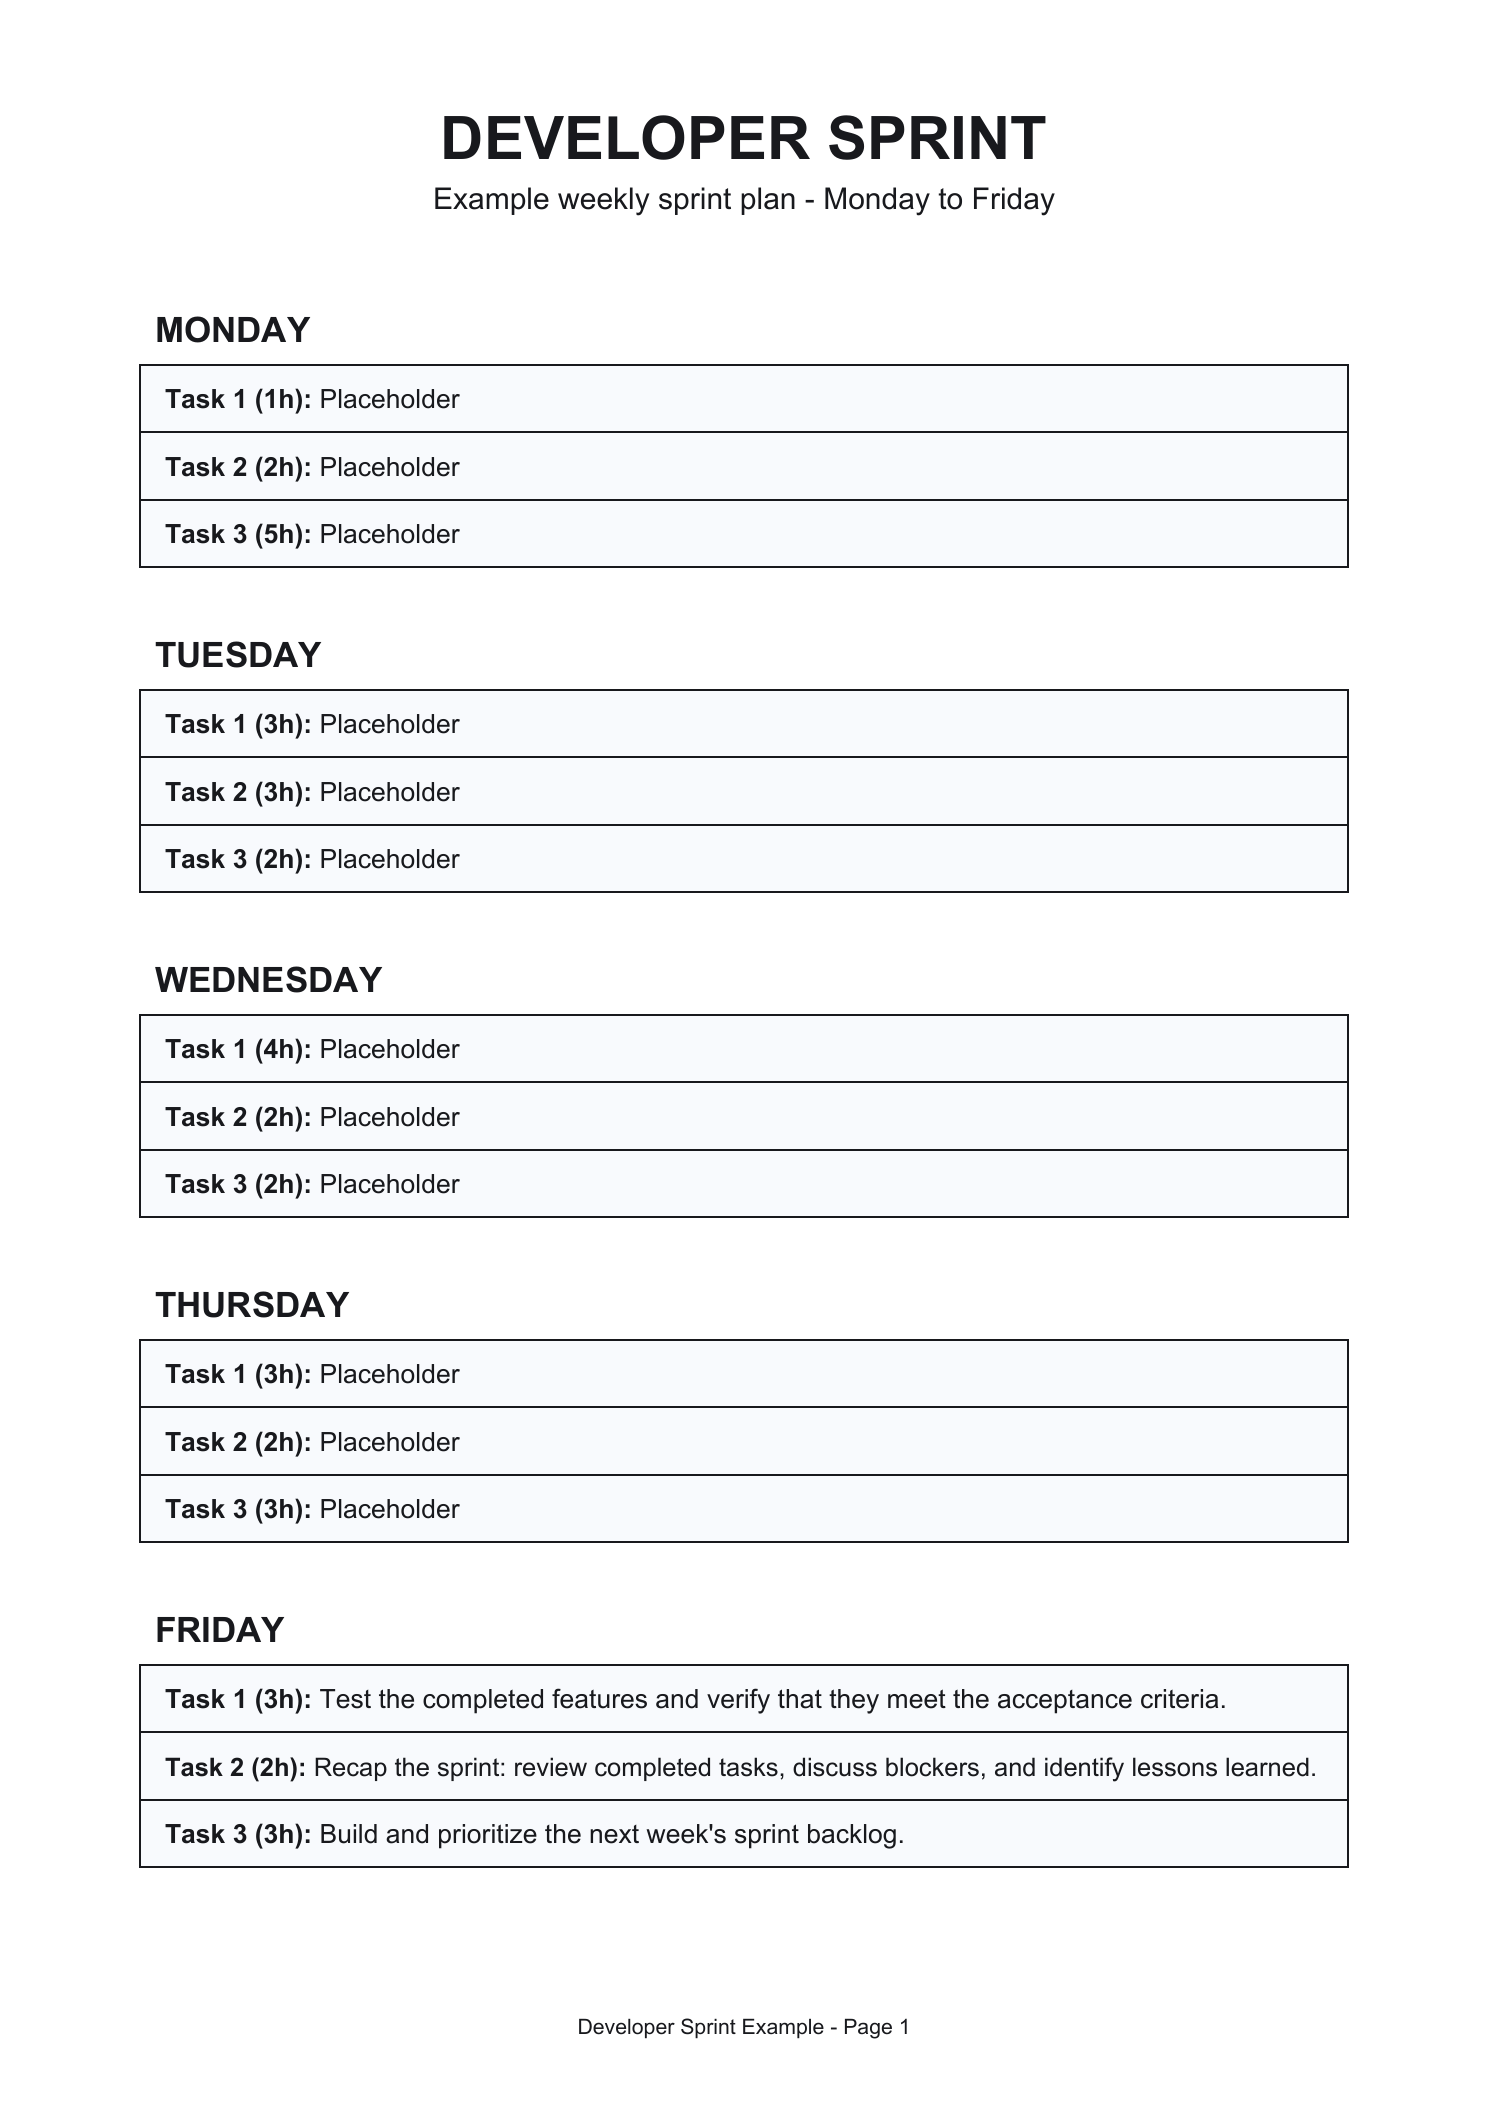 DEVELOPER SPRINT
Example weekly sprint plan - Monday to Friday
MONDAY
Task 1 (1h): Placeholder
Task 2 (2h): Placeholder
Task 3 (5h): Placeholder
TUESDAY
Task 1 (3h): Placeholder
Task 2 (3h): Placeholder
Task 3 (2h): Placeholder
WEDNESDAY
Task 1 (4h): Placeholder
Task 2 (2h): Placeholder
Task 3 (2h): Placeholder
THURSDAY
Task 1 (3h): Placeholder
Task 2 (2h): Placeholder
Task 3 (3h): Placeholder
FRIDAY
Task 1 (3h): Test the completed features and verify that they meet the acceptance criteria.
Task 2 (2h): Recap the sprint: review completed tasks, discuss blockers, and identify lessons learned.
Task 3 (3h): Build and prioritize the next week's sprint backlog.
Developer Sprint Example - Page 1